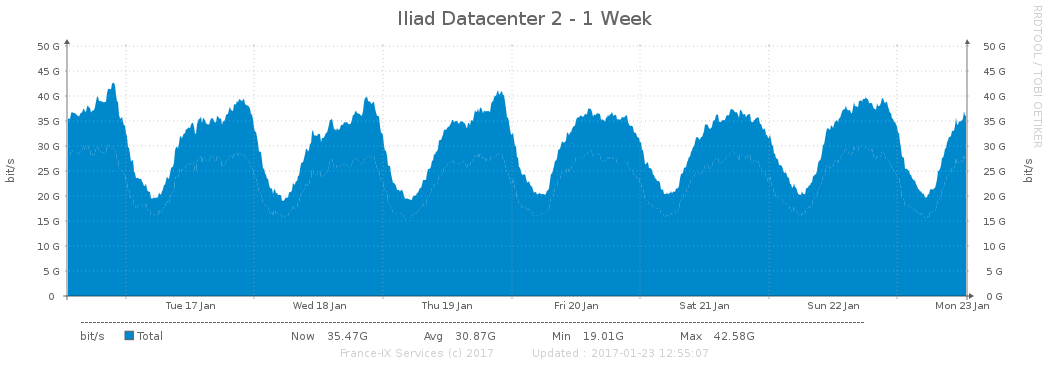 Iliad Datacenter 2 - 1 Week
RRDTOOL / TOBI OETIKER
50 G 50 G
45 G 45 G
40 G 40 G
35 G 35 G
30 G 30 G
25 G 25 G
20 G 20 G
15 G 15 G
10 G 10 G
5 G 5 G
0 0 G
bit/s
bit/s
Tue 17 Jan Wed 18 Jan Thu 19 Jan Fri 20 Jan Sat 21 Jan Sun 22 Jan Mon 23 Jan
bit/s Total Now 35.47G Avg 30.87G Min 19.01G Max 42.58G
France-IX Services (c) 2017 Updated : 2017-01-23 12:55:07